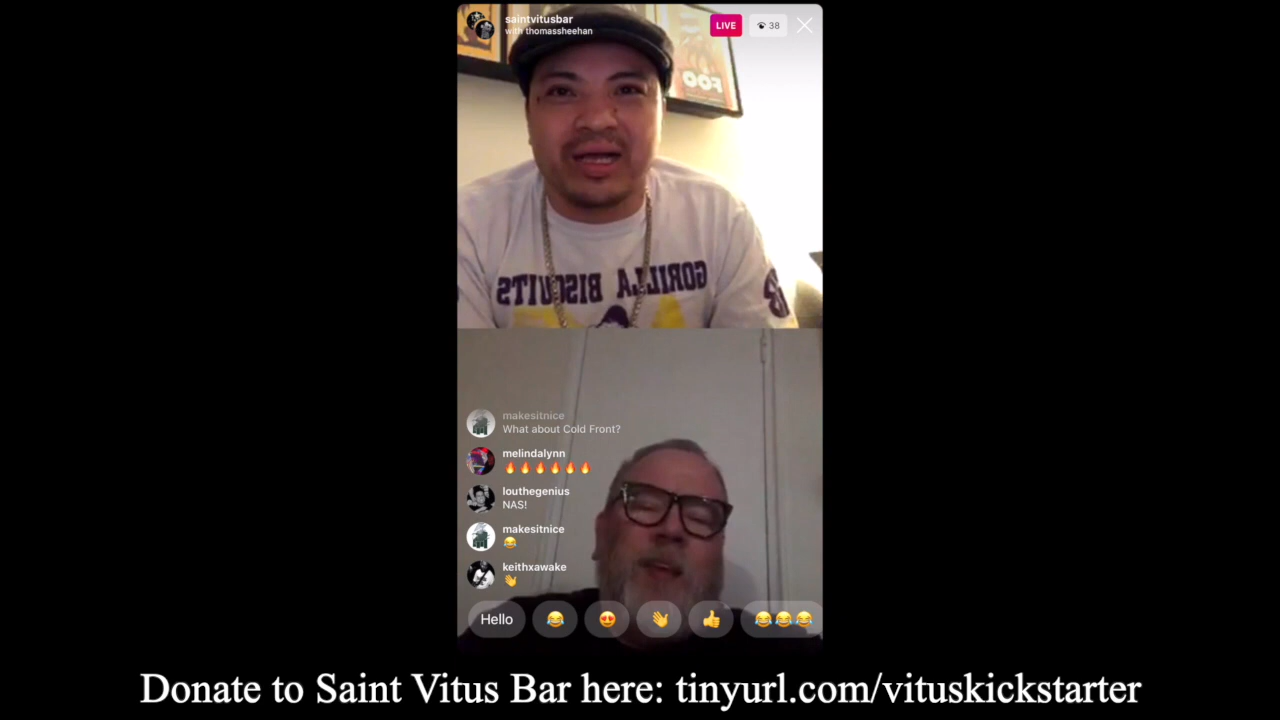 saintvitusbar
with thomassheehan
LIVE
38
FOO
GORILLA BISCUITS
makesitnice
What about Cold Front?
melindalynn
🔥🔥🔥🔥🔥🔥
louthegenius
NAS!
makesitnice
😂
keithxawake
👋
Hello 😂 😍 👋 👍 😂😂😂
Donate to Saint Vitus Bar here: tinyurl.com/vituskickstarter